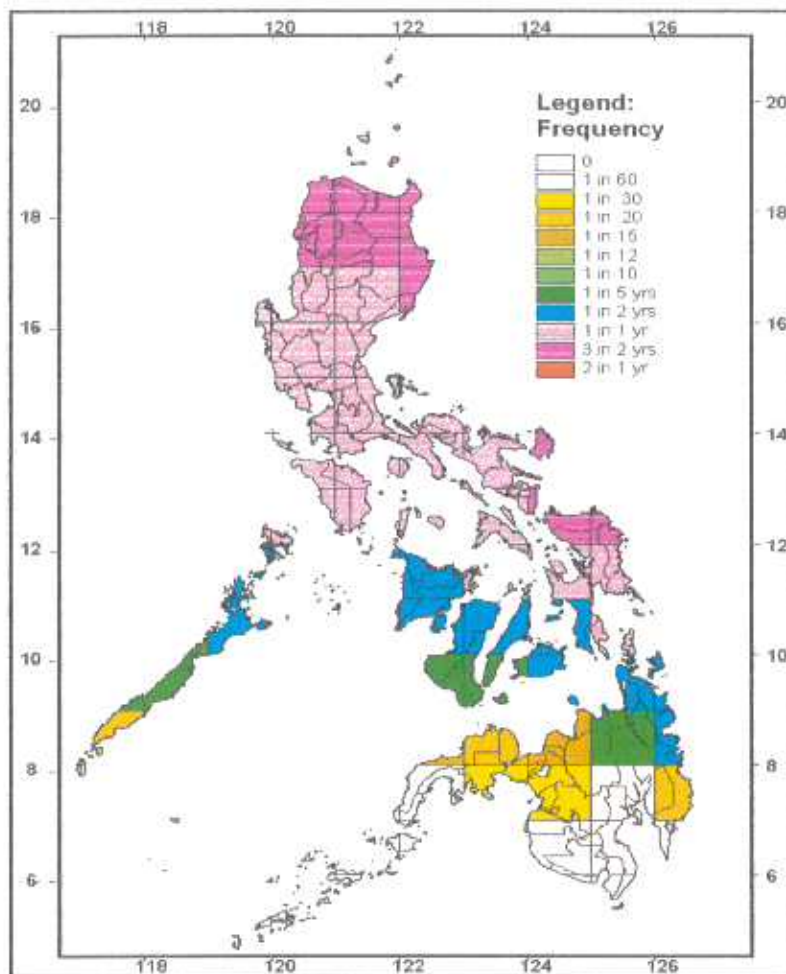 118 120 122 124 126
20 20
Legend:
Frequency
0
1 in 60
1 in 30
1 in 20
1 in 15
1 in 12
1 in 10
1 in 5 yrs
1 in 2 yrs
1 in 1 yr
3 in 2 yrs
2 in 1 yr
18 18
16 16
14 14
12 12
10 10
8 8
6 6
118 120 122 124 126